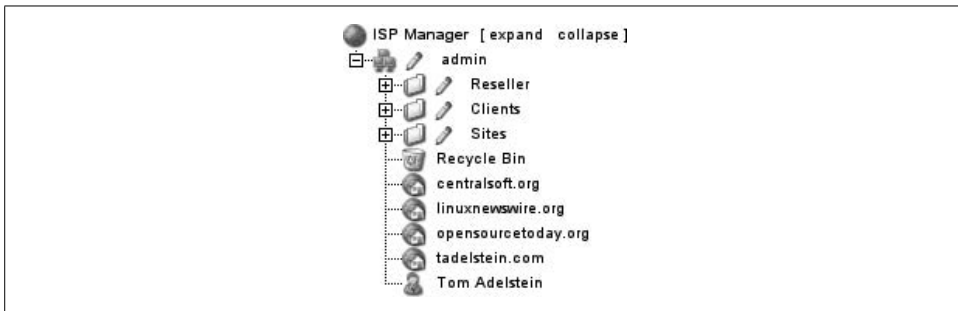 ISP Manager [expand collapse]
admin
Reseller
Clients
Sites
Recycle Bin
centralsoft.org
linuxnewswire.org
opensourcetoday.org
tadelstein.com
Tom Adelstein